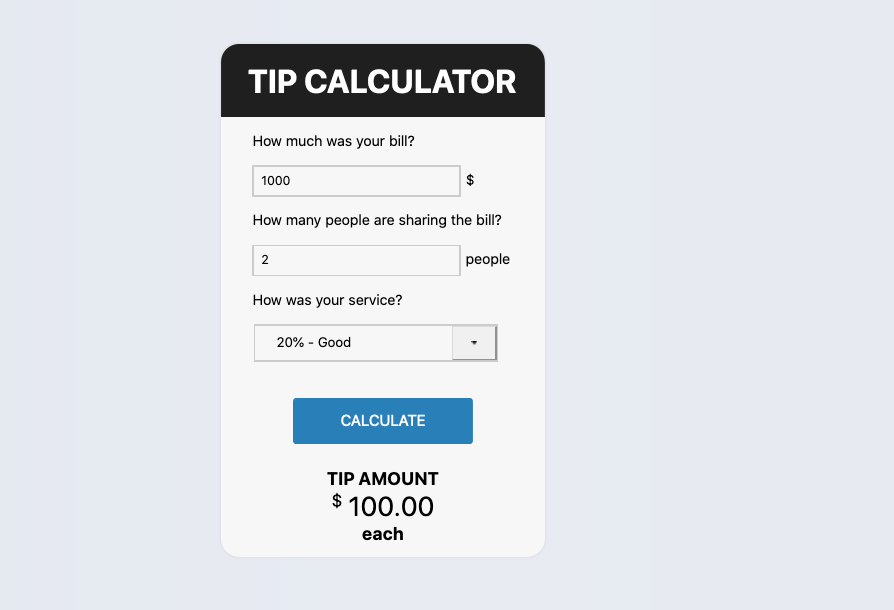 TIP CALCULATOR
How much was your bill?
1000 $
How many people are sharing the bill?
2 people
How was your service?
20% - Good
CALCULATE
TIP AMOUNT
$ 100.00
each